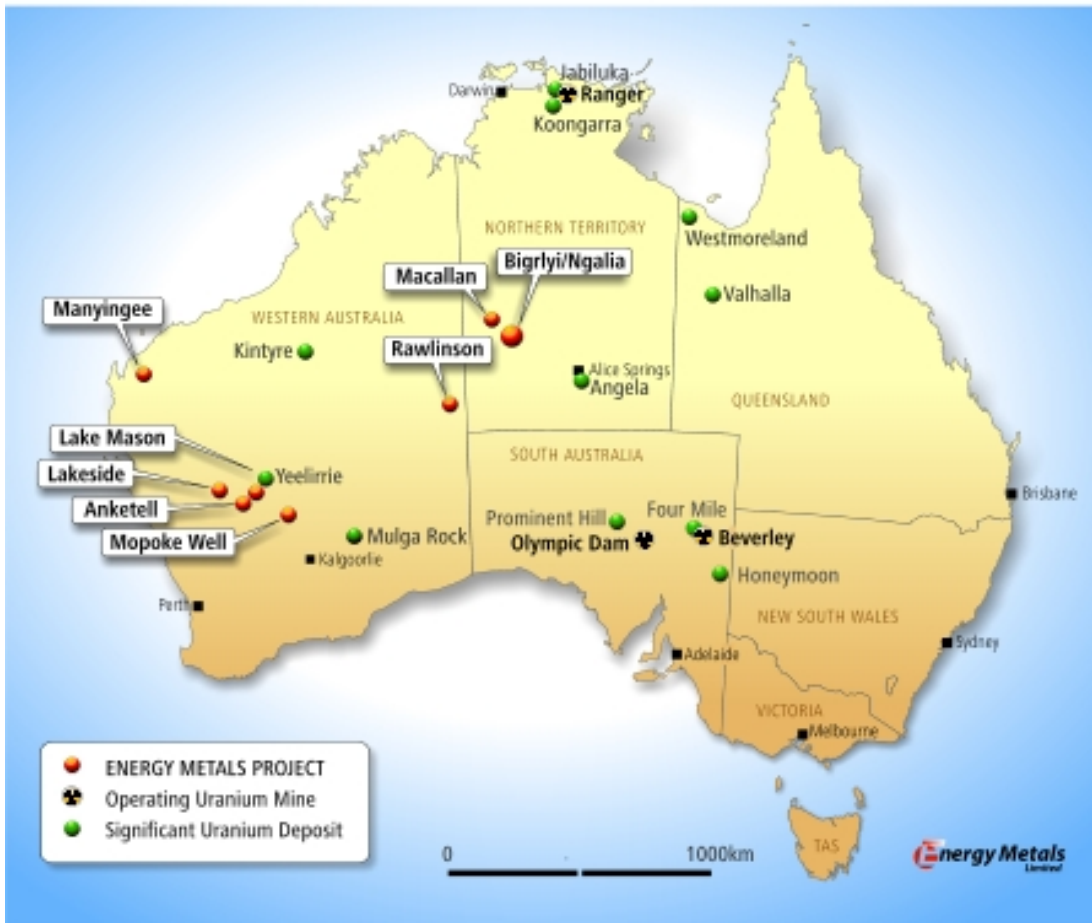 Jabiluka
Darwin
Ranger
Koongarra
NORTHERN TERRITORY
Westmoreland
Bigrlyi/Ngalia
Macallan
Valhalla
Manyingee
WESTERN AUSTRALIA
Kintyre
Rawlinson
Alice Springs
Angela
QUEENSLAND
Lake Mason
SOUTH AUSTRALIA
Lakeside
Yeelirrie
Brisbane
Anketell
Four Mile
Prominent Hill
Mopoke Well
Mulga Rock
Olympic Dam
Beverley
Kalgoorlie
Honeymoon
Perth
NEW SOUTH WALES
Sydney
Adelaide
VICTORIA
Melbourne
ENERGY METALS PROJECT
Operating Uranium Mine
Significant Uranium Deposit
0 1000km
TAS
Energy Metals
Limited